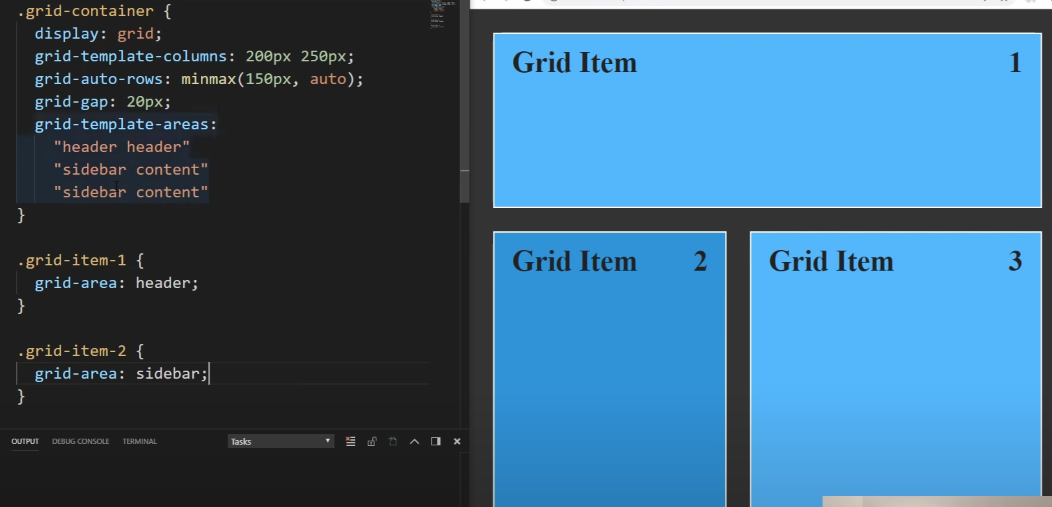 .grid-container {
display: grid;
grid-template-columns: 200px 250px;
grid-auto-rows: minmax(150px, auto);
grid-gap: 20px;
grid-template-areas:
"header header"
"sidebar content"
"sidebar content"
}
.grid-item-1 {
grid-area: header;
}
.grid-item-2 {
grid-area: sidebar;
}
OUTPUT DEBUG CONSOLE TERMINAL Tasks
Grid Item 1
Grid Item 2
Grid Item 3